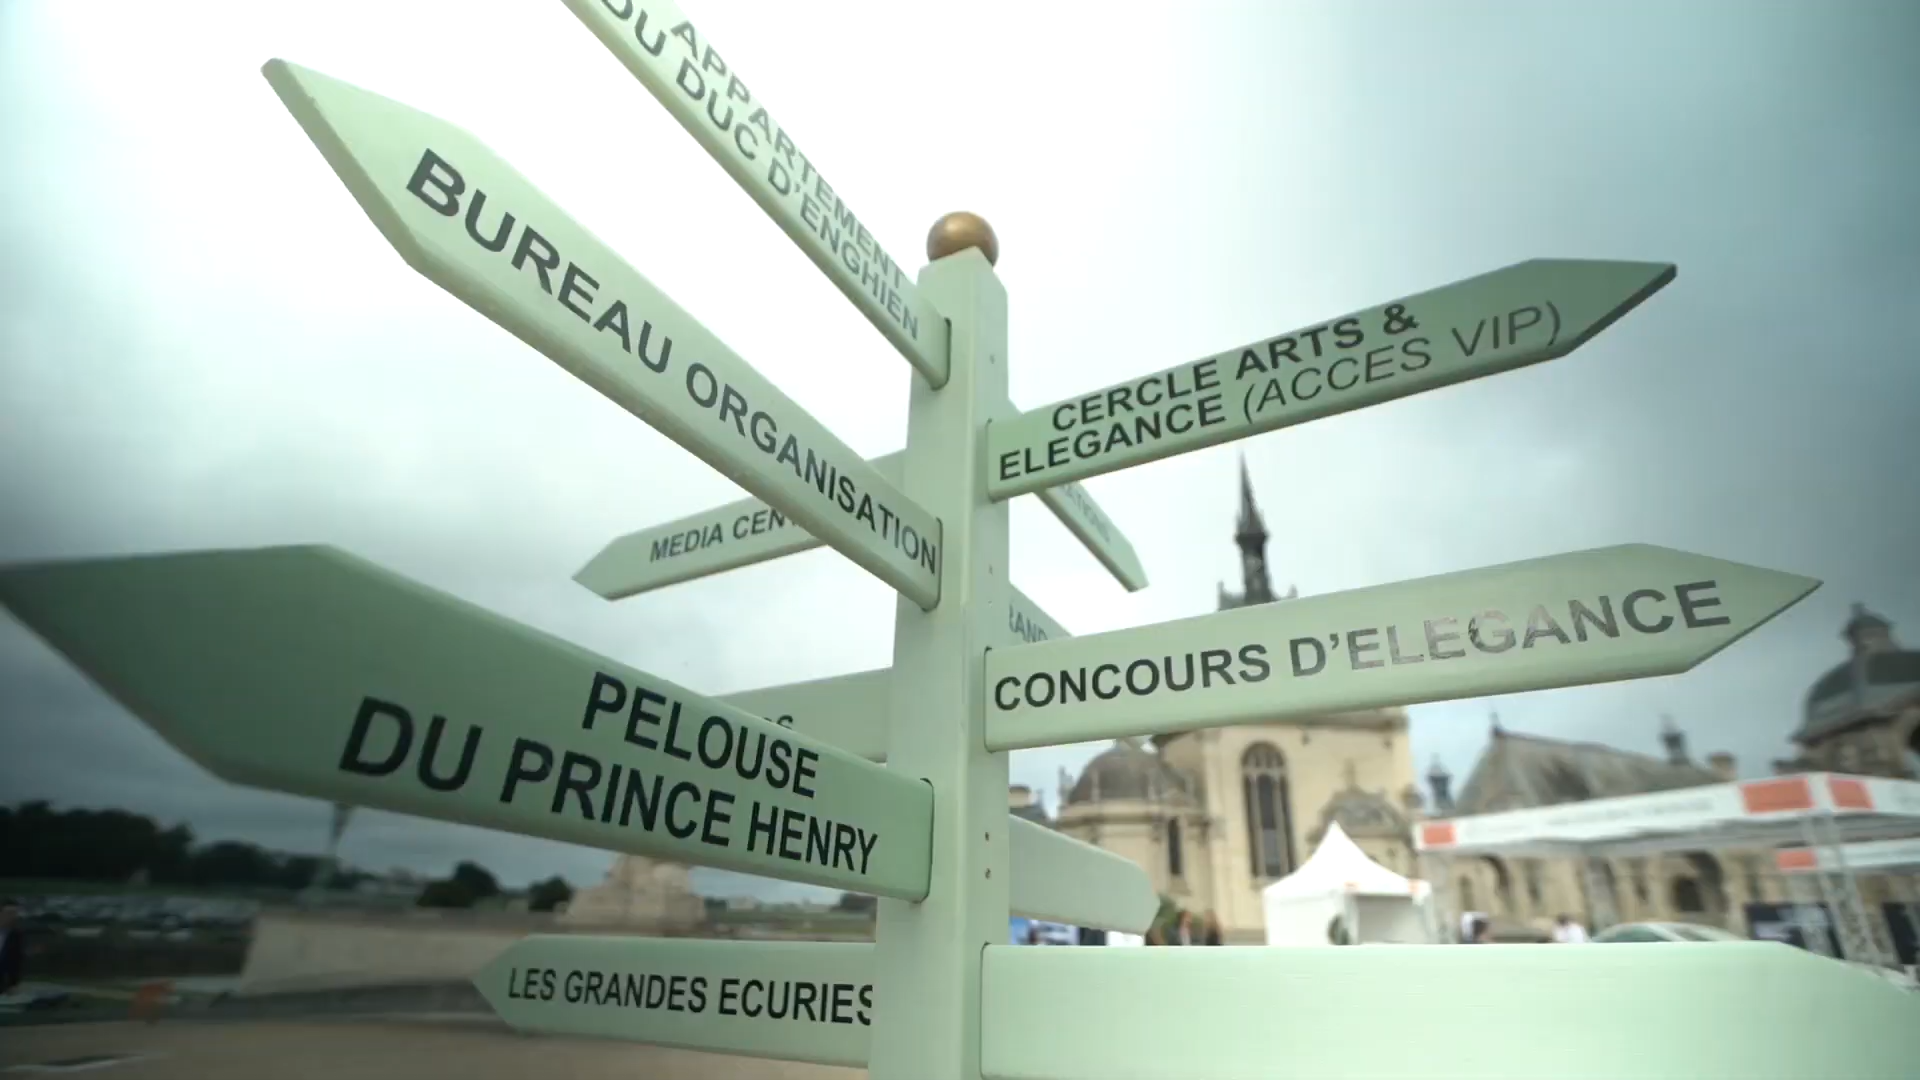 APPARTEMENT
DU DUC D'ENGHIEN
BUREAU ORGANISATION
CERCLE ARTS &
ELEGANCE (ACCES VIP)
MEDIA
CONCOURS D'ELEGANCE
PELOUSE
DU PRINCE HENRY
LES GRANDES ECURIES